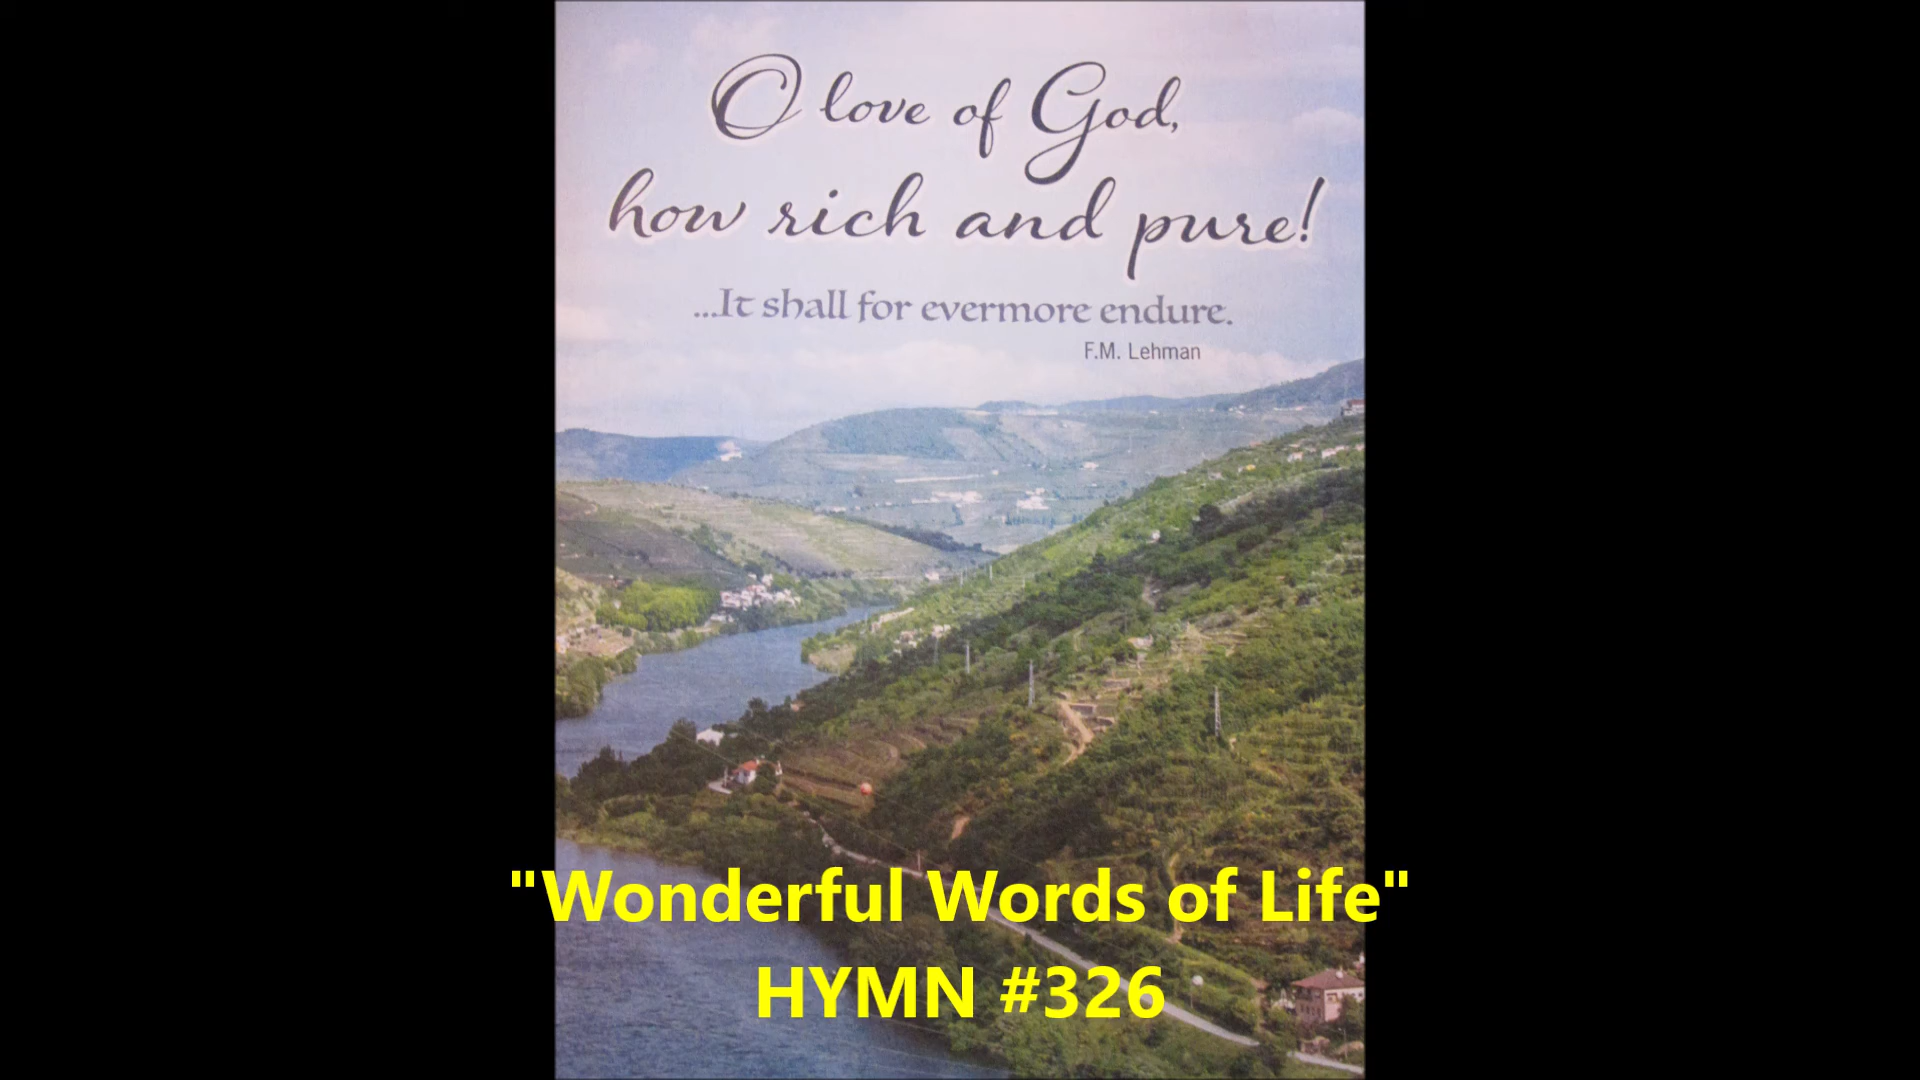 O love of God,
how rich and pure!
...It shall for evermore endure.
F.M. Lehman
"Wonderful Words of Life"
HYMN #326